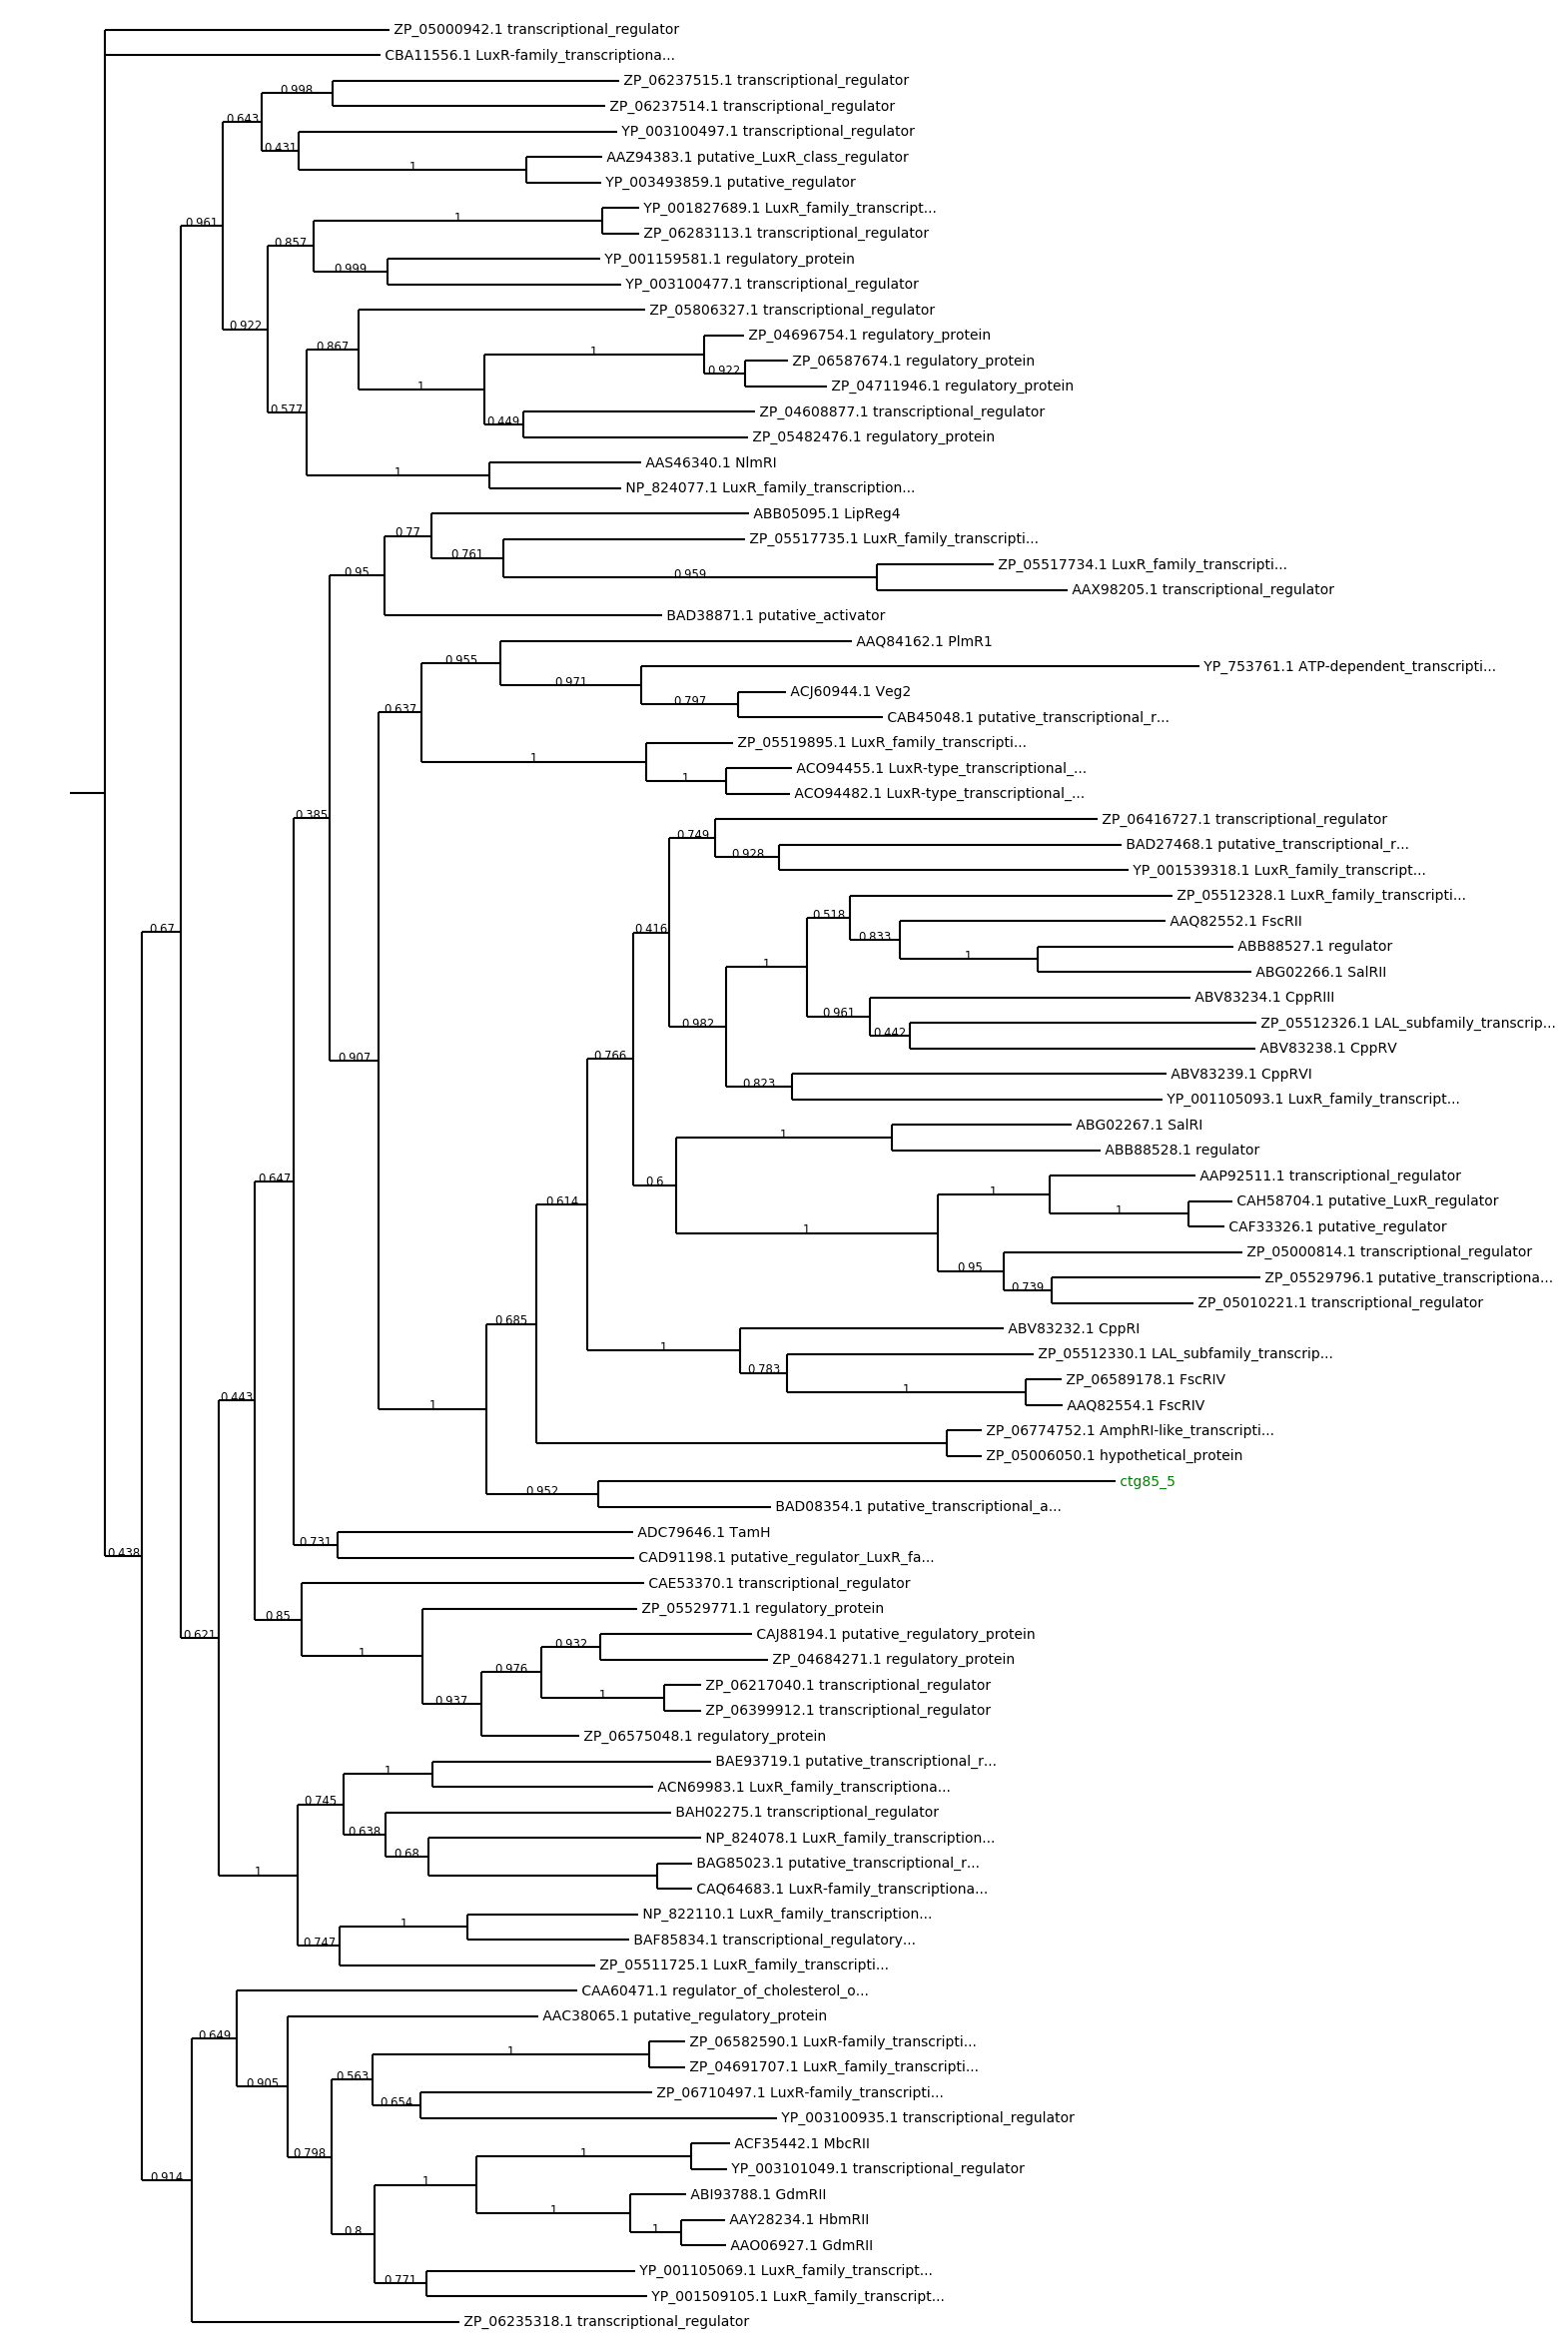 ZP_05000942.1 transcriptional_regulator
CBA11556.1 LuxR-family_transcriptiona...
ZP_06237515.1 transcriptional_regulator
0.998
ZP_06237514.1 transcriptional_regulator
0.643
YP_003100497.1 transcriptional_regulator
0.431
AAZ94383.1 putative_LuxR_class_regulator
1
YP_003493859.1 putative_regulator
YP_001827689.1 LuxR_family_transcript...
1
0.961
ZP_06283113.1 transcriptional_regulator
0.857
YP_001159581.1 regulatory_protein
0.999
YP_003100477.1 transcriptional_regulator
ZP_05806327.1 transcriptional_regulator
0.922
ZP_04696754.1 regulatory_protein
0.867
1
ZP_06587674.1 regulatory_protein
0.922
ZP_04711946.1 regulatory_protein
1
0.577
ZP_04608877.1 transcriptional_regulator
0.449
ZP_05482476.1 regulatory_protein
AAS46340.1 NlmRI
1
NP_824077.1 LuxR_family_transcription...
ABB05095.1 LipReg4
0.77
ZP_05517735.1 LuxR_family_transcripti...
0.761
ZP_05517734.1 LuxR_family_transcripti...
0.95
0.959
AAX98205.1 transcriptional_regulator
BAD38871.1 putative_activator
AAQ84162.1 PlmR1
0.955
YP_753761.1 ATP-dependent_transcripti...
0.971
ACJ60944.1 Veg2
0.797
0.637
CAB45048.1 putative_transcriptional_r...
ZP_05519895.1 LuxR_family_transcripti...
1
ACO94455.1 LuxR-type_transcriptional_...
1
ACO94482.1 LuxR-type_transcriptional_...
0.385
ZP_06416727.1 transcriptional_regulator
0.749
BAD27468.1 putative_transcriptional_r...
0.928
YP_001539318.1 LuxR_family_transcript...
ZP_05512328.1 LuxR_family_transcripti...
0.518
AAQ82552.1 FscRII
0.67
0.416
0.833
ABB88527.1 regulator
1
1
ABG02266.1 SalRII
ABV83234.1 CppRIII
0.961
0.982
ZP_05512326.1 LAL_subfamily_transcrip...
0.442
ABV83238.1 CppRV
0.907
0.766
ABV83239.1 CppRVI
0.823
YP_001105093.1 LuxR_family_transcript...
ABG02267.1 SalRI
1
ABB88528.1 regulator
AAP92511.1 transcriptional_regulator
0.647
0.6
1
CAH58704.1 putative_LuxR_regulator
0.614
1
CAF33326.1 putative_regulator
1
ZP_05000814.1 transcriptional_regulator
0.95
ZP_05529796.1 putative_transcriptiona...
0.739
ZP_05010221.1 transcriptional_regulator
0.685
ABV83232.1 CppRI
1
ZP_05512330.1 LAL_subfamily_transcrip...
0.783
ZP_06589178.1 FscRIV
1
0.443
AAQ82554.1 FscRIV
1
ZP_06774752.1 AmphRI-like_transcripti...
ZP_05006050.1 hypothetical_protein
ctg85_5
0.952
BAD08354.1 putative_transcriptional_a...
ADC79646.1 TamH
0.731
0.438
CAD91198.1 putative_regulator_LuxR_fa...
CAE53370.1 transcriptional_regulator
ZP_05529771.1 regulatory_protein
0.85
CAJ88194.1 putative_regulatory_protein
0.621
0.932
1
ZP_04684271.1 regulatory_protein
0.976
ZP_06217040.1 transcriptional_regulator
1
0.937
ZP_06399912.1 transcriptional_regulator
ZP_06575048.1 regulatory_protein
BAE93719.1 putative_transcriptional_r...
1
ACN69983.1 LuxR_family_transcriptiona...
0.745
BAH02275.1 transcriptional_regulator
0.638
NP_824078.1 LuxR_family_transcription...
0.68
BAG85023.1 putative_transcriptional_r...
1
CAQ64683.1 LuxR-family_transcriptiona...
NP_822110.1 LuxR_family_transcription...
1
BAF85834.1 transcriptional_regulatory...
0.747
ZP_05511725.1 LuxR_family_transcripti...
CAA60471.1 regulator_of_cholesterol_o...
AAC38065.1 putative_regulatory_protein
0.649
ZP_06582590.1 LuxR-family_transcripti...
1
ZP_04691707.1 LuxR_family_transcripti...
0.563
0.905
ZP_06710497.1 LuxR-family_transcripti...
0.654
YP_003100935.1 transcriptional_regulator
ACF35442.1 MbcRII
0.798
1
YP_003101049.1 transcriptional_regulator
0.914
1
ABI93788.1 GdmRII
1
AAY28234.1 HbmRII
0.8
1
AAO06927.1 GdmRII
YP_001105069.1 LuxR_family_transcript...
0.771
YP_001509105.1 LuxR_family_transcript...
ZP_06235318.1 transcriptional_regulator